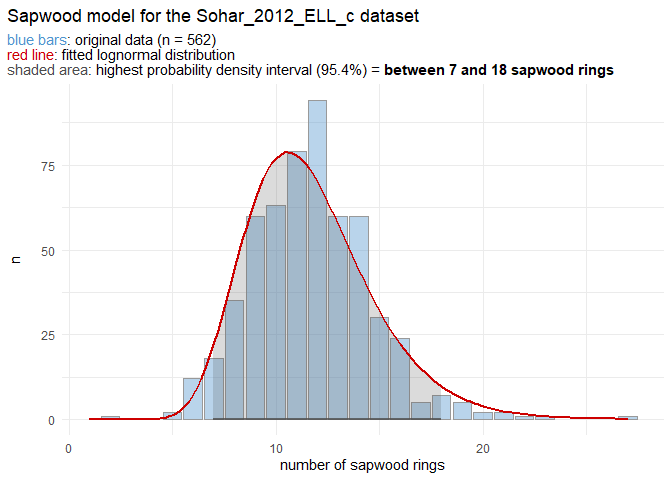 Sapwood model for the Sohar_2012_ELL_c dataset
blue bars: original data (n = 562)
red line: fitted lognormal distribution
shaded area: highest probability density interval (95.4%) = between 7 and 18 sapwood rings
75
50
25
0
n
0 10 20
number of sapwood rings